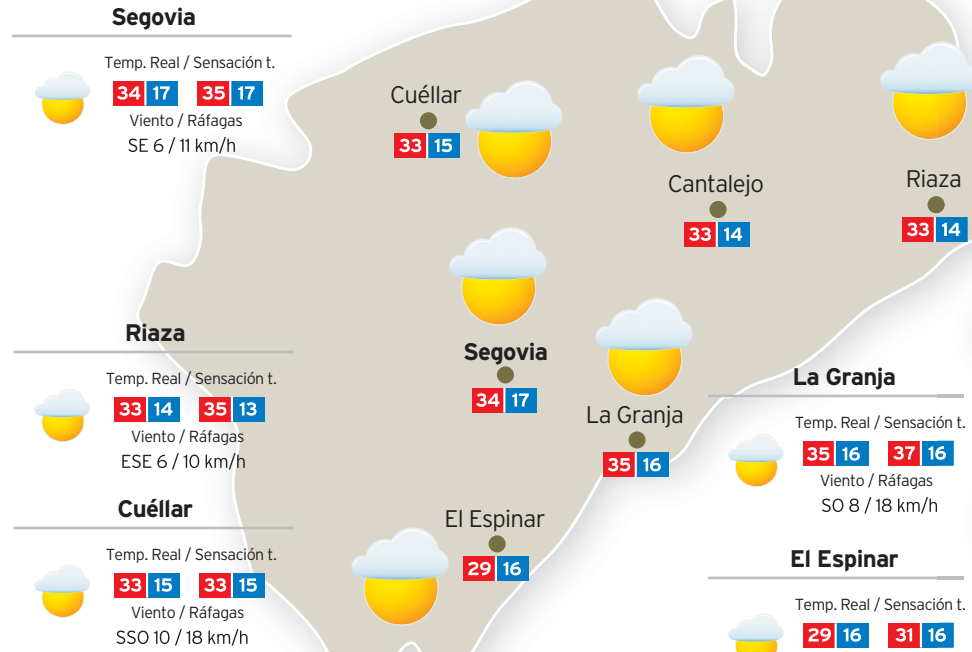 Segovia
Temp. Real / Sensación t.
34 17 35 17
Viento / Ráfagas
SE 6 / 11 km/h
Cuéllar
33 15
Cantalejo
33 14
Riaza
33 14
Segovia
34 17
La Granja
35 16
El Espinar
29 16
Riaza
Temp. Real / Sensación t.
33 14 35 13
Viento / Ráfagas
ESE 6 / 10 km/h
Cuéllar
Temp. Real / Sensación t.
33 15 33 15
Viento / Ráfagas
SSO 10 / 18 km/h
La Granja
Temp. Real / Sensación t.
35 16 37 16
Viento / Ráfagas
SO 8 / 18 km/h
El Espinar
Temp. Real / Sensación t.
29 16 31 16